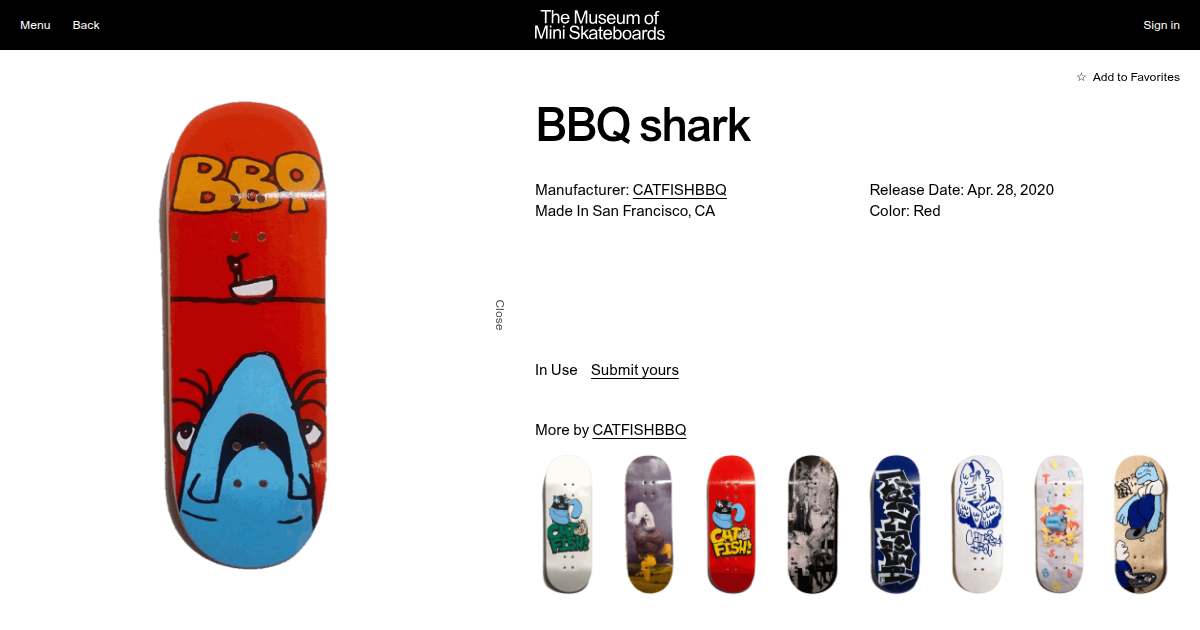 Menu
Back
The Museum of
Mini Skateboards
Sign in
☆ Add to Favorites
BBQ shark
BBQ
Manufacturer: CATFISHBBQ
Made In San Francisco, CA
Release Date: Apr. 28, 2020
Color: Red
Close
In Use Submit yours
More by CATFISHBBQ
CAT
FISH!